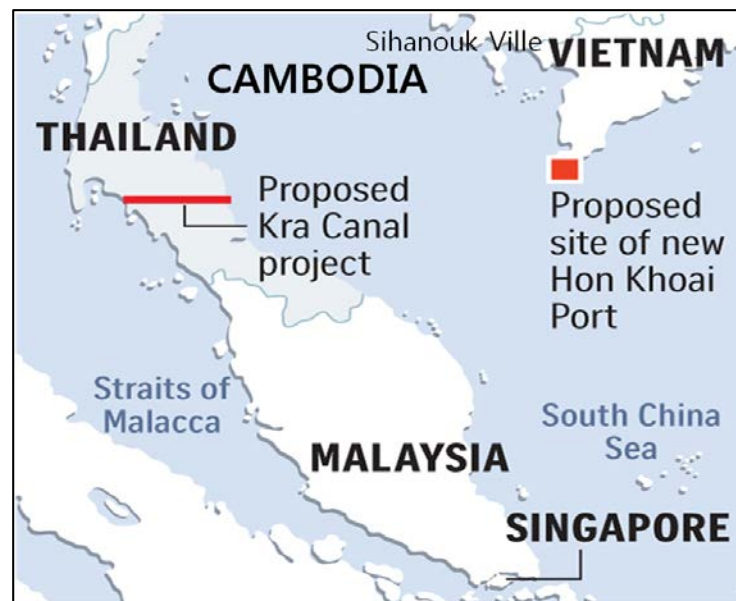 Sihanouk Ville
VIETNAM
CAMBODIA
THAILAND
Proposed
Kra Canal
project
Proposed
site of new
Hon Khoai
Port
Straits of
Malacca
South China
Sea
MALAYSIA
SINGAPORE